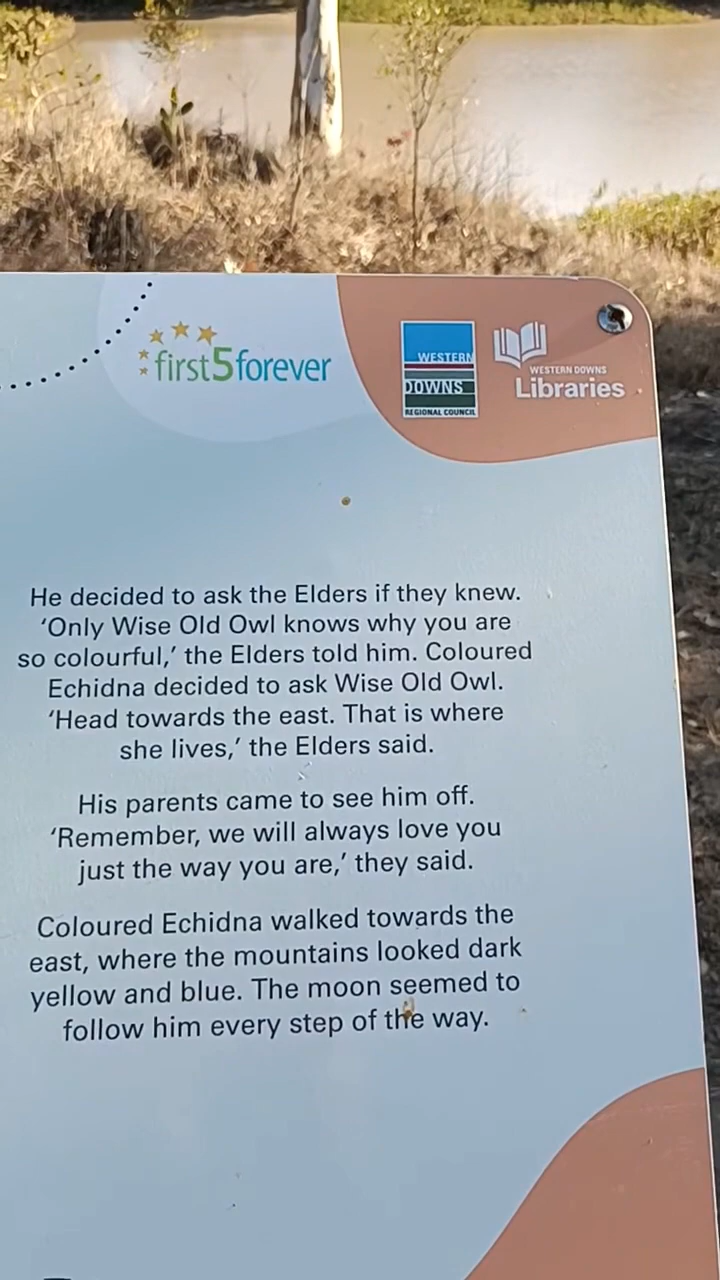 first5forever
WESTERN
DOWNS
REGIONAL COUNCIL
WESTERN DOWNS
Libraries
He decided to ask the Elders if they knew.
‘Only Wise Old Owl knows why you are
so colourful,’ the Elders told him. Coloured
Echidna decided to ask Wise Old Owl.
‘Head towards the east. That is where
she lives,’ the Elders said.
His parents came to see him off.
‘Remember, we will always love you
just the way you are,’ they said.
Coloured Echidna walked towards the
east, where the mountains looked dark
yellow and blue. The moon seemed to
follow him every step of the way.